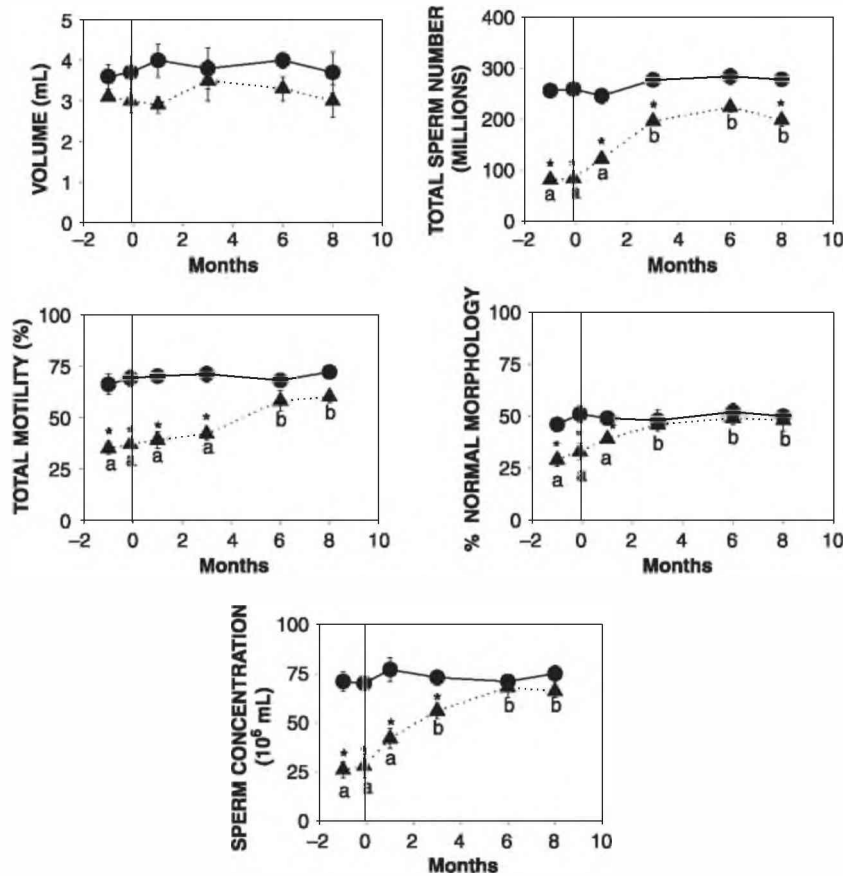 VOLUME (mL)
5
4
3
2
1
0
−2 0 2 4 6 8 10
Months
TOTAL SPERM NUMBER
(MILLIONS)
400
300
200
100
0
* * * * *
a a a b b b
−2 0 2 4 6 8 10
Months
TOTAL MOTILITY (%)
100
75
50
25
0
* * * *
a a a a b b
−2 0 2 4 6 8 10
Months
% NORMAL MORPHOLOGY
100
75
50
25
0
* * *
a a a b b b
−2 0 2 4 6 8 10
Months
SPERM CONCENTRATION
(10⁶ mL)
100
75
50
25
0
* * * *
a a a b b b
−2 0 2 4 6 8 10
Months